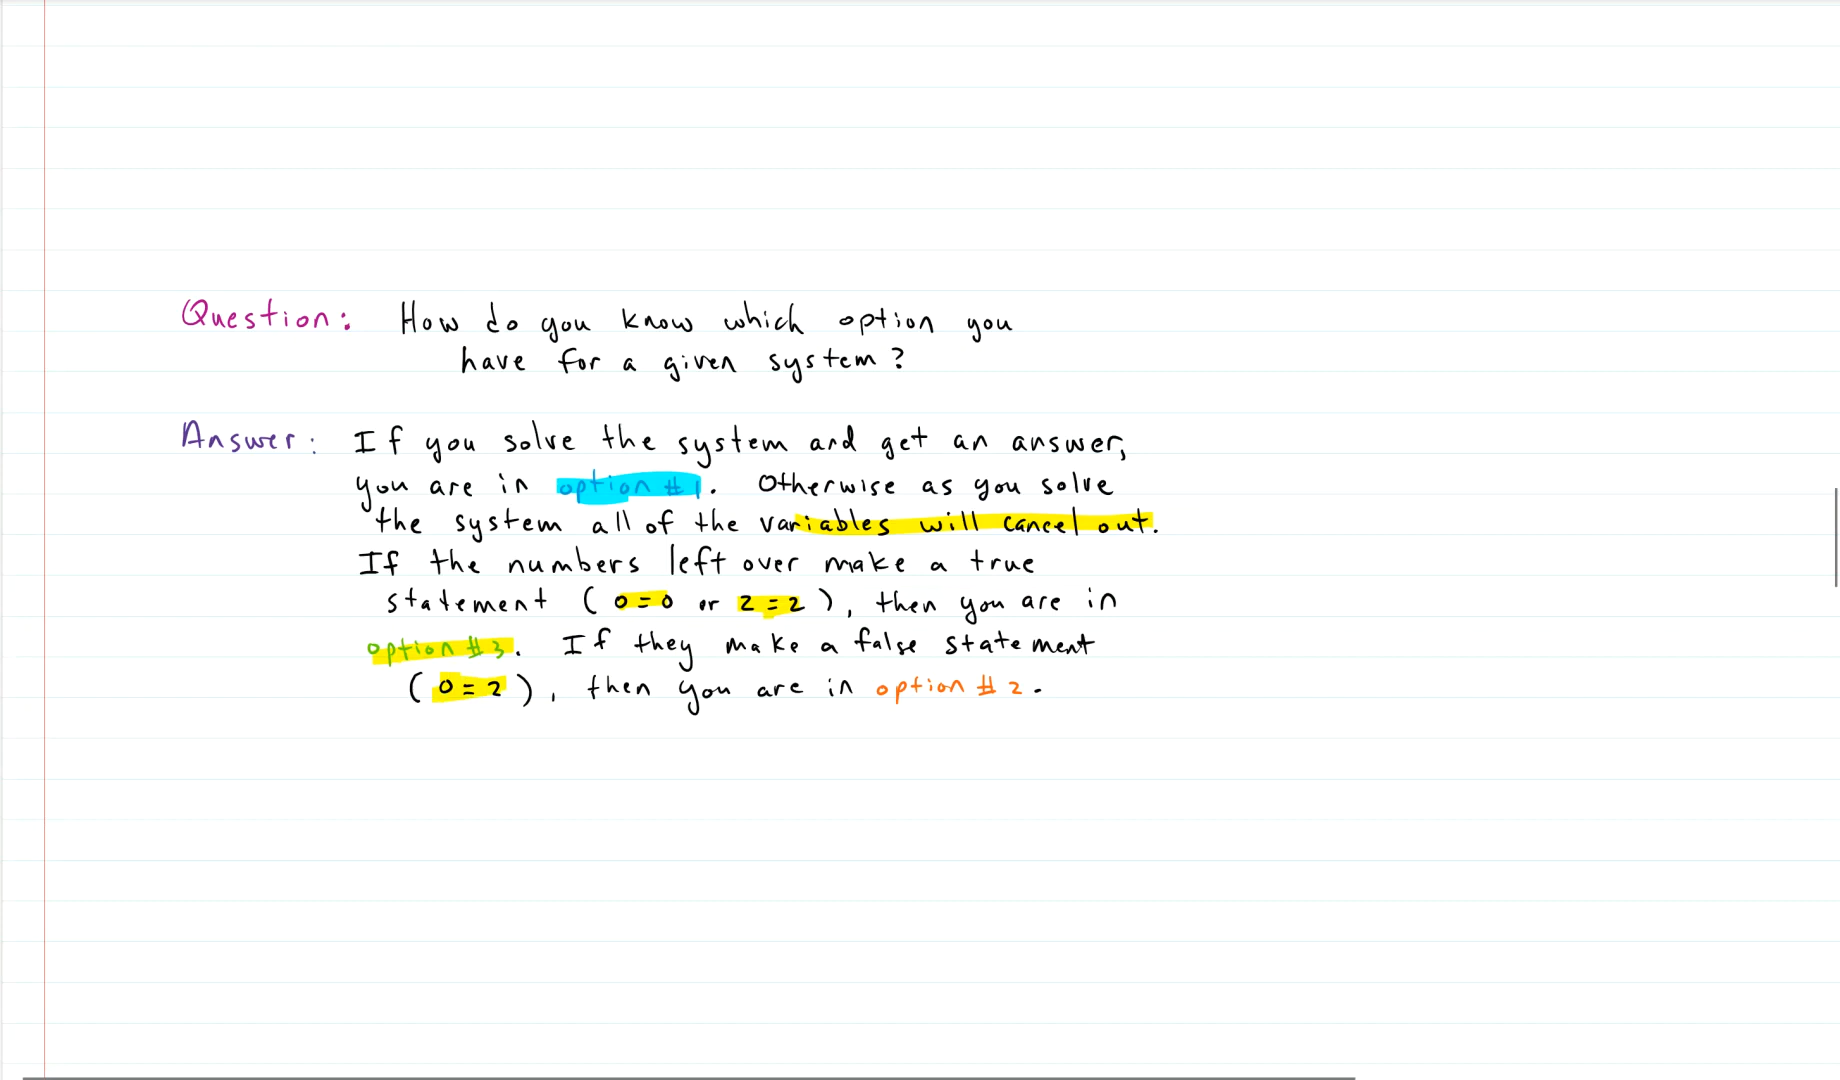 Question: How do you know which option you
have for a given system?
Answer: If you solve the system and get an answer,
you are in option #1. Otherwise as you solve
the system all of the variables will cancel out.
If the numbers left over make a true
statement (0=0 or 2=2), then you are in
option #3. If they make a false statement
(0=2), then you are in option #2.